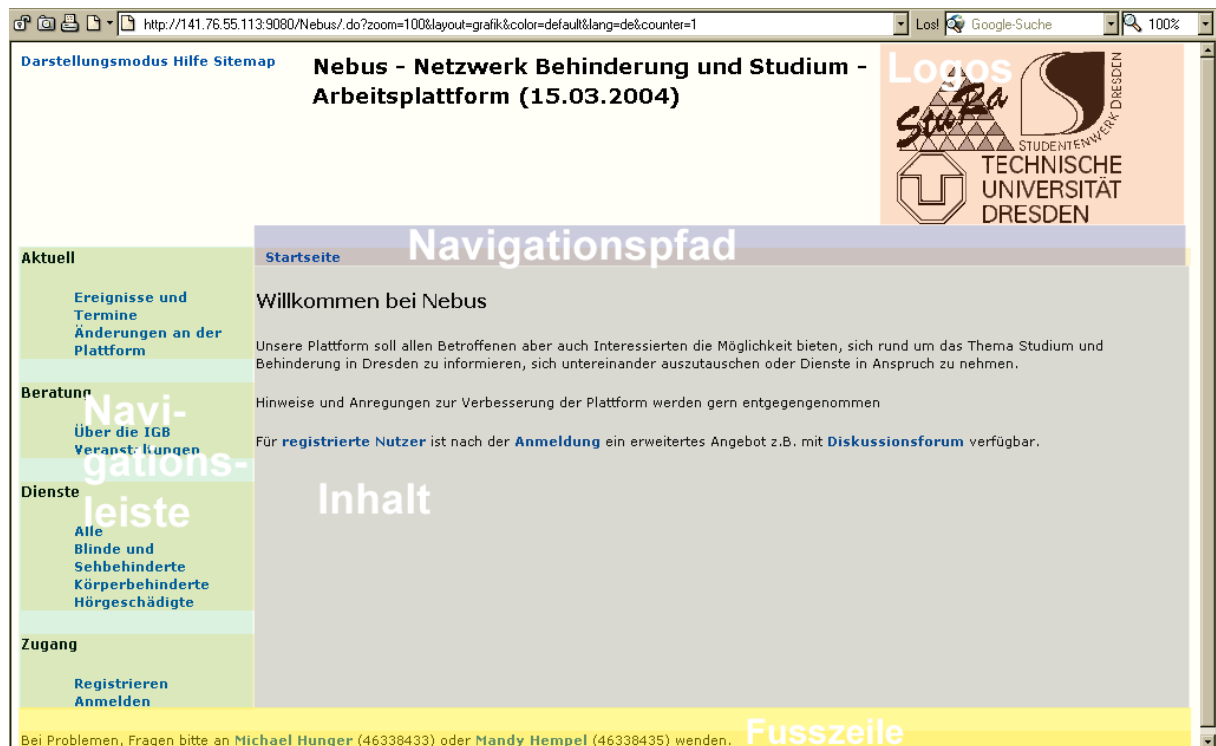 http://141.76.55.113:9080/Nebus/.do?zoom=100&layout=grafik&color=default&lang=de&counter=1 Los! Google-Suche 100%
Darstellungsmodus Hilfe Sitemap
Nebus - Netzwerk Behinderung und Studium -
Arbeitsplattform (15.03.2004)
Logos
StuRa
STUDENTENWERK DRESDEN
TECHNISCHE
UNIVERSITÄT
DRESDEN
Navigationspfad
Startseite
Aktuell
Ereignisse und
Termine
Änderungen an der
Plattform
Beratung
Über die IGB
Veranstaltungen
Dienste
Alle
Blinde und
Sehbehinderte
Körperbehinderte
Hörgeschädigte
Zugang
Registrieren
Anmelden
Navi-
gations-
leiste
Willkommen bei Nebus
Unsere Plattform soll allen Betroffenen aber auch Interessierten die Möglichkeit bieten, sich rund um das Thema Studium und
Behinderung in Dresden zu informieren, sich untereinander auszutauschen oder Dienste in Anspruch zu nehmen.
Hinweise und Anregungen zur Verbesserung der Plattform werden gern entgegengenommen
Für registrierte Nutzer ist nach der Anmeldung ein erweitertes Angebot z.B. mit Diskussionsforum verfügbar.
Inhalt
Bei Problemen, Fragen bitte an Michael Hunger (46338433) oder Mandy Hempel (46338435) wenden.
Fusszeile